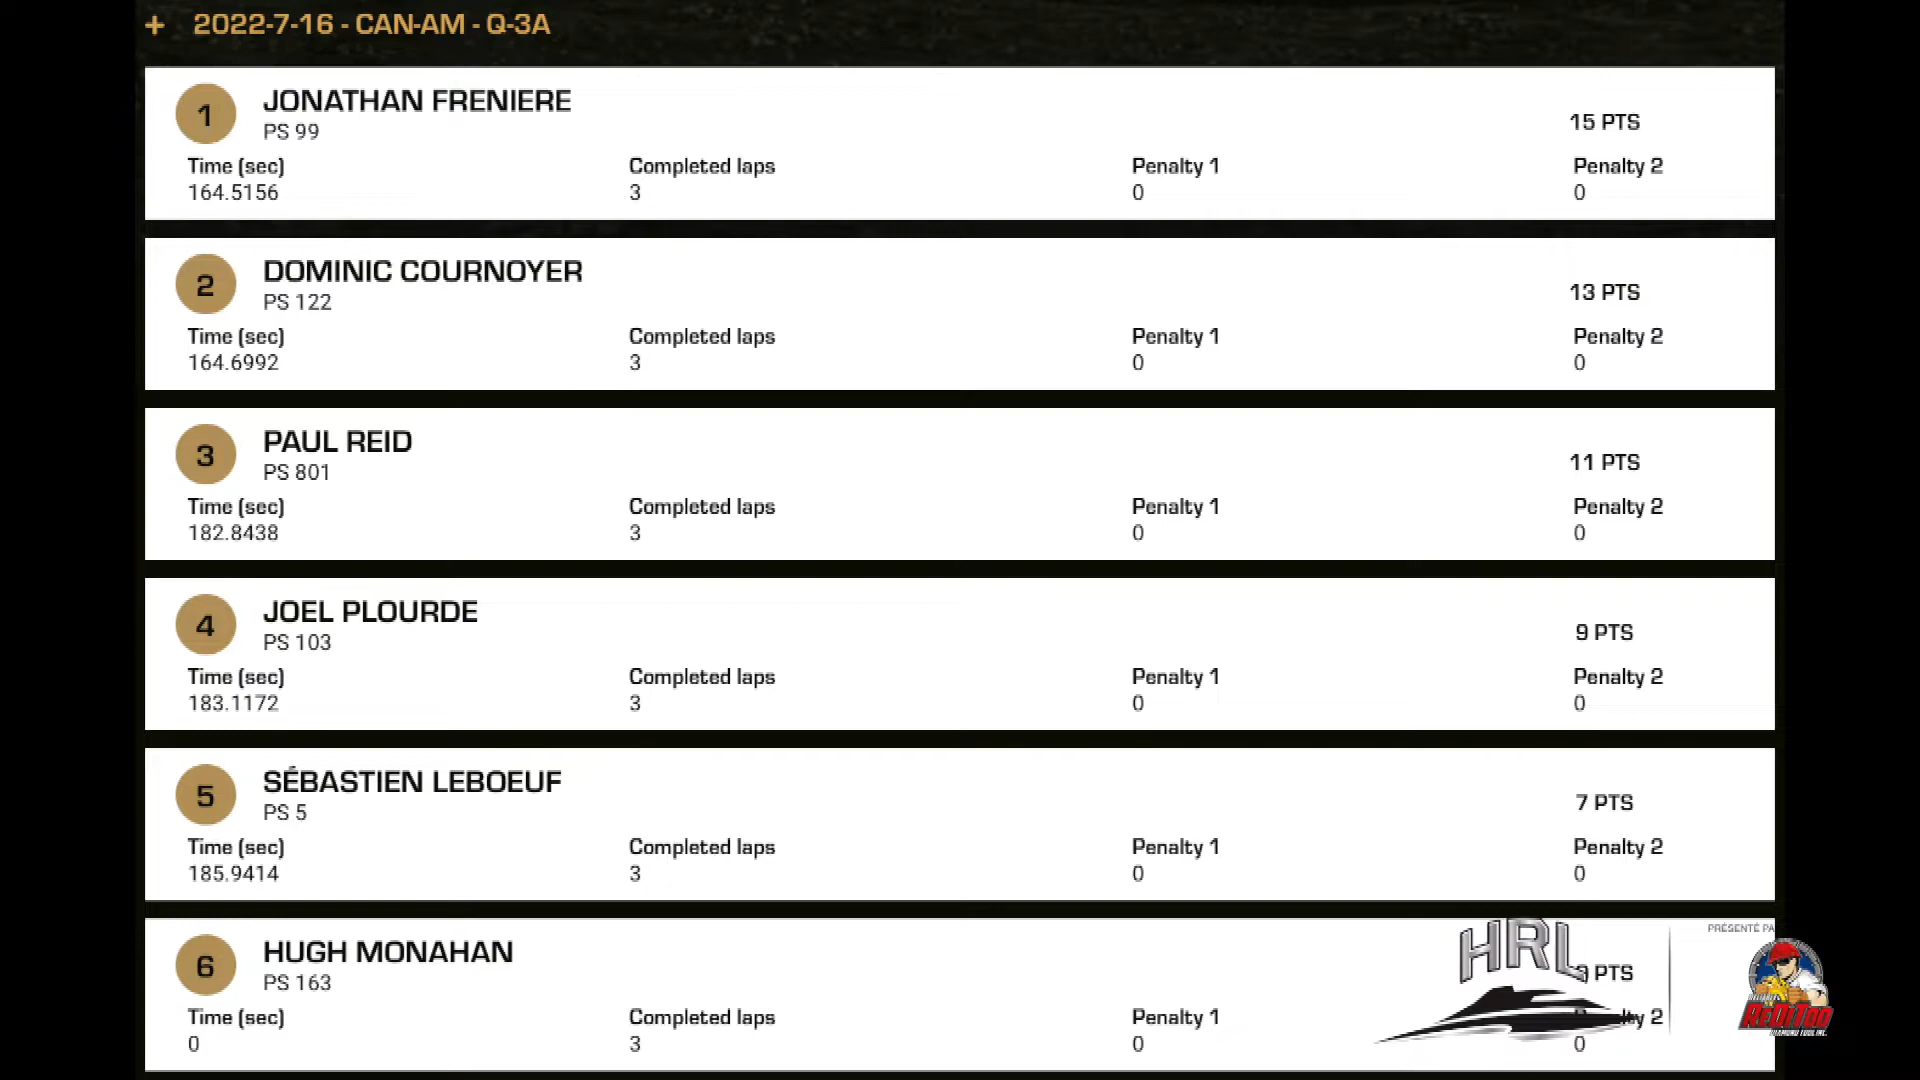 + 2022-7-16 - CAN-AM - Q-3A
1 JONATHAN FRENIERE
PS 99
15 PTS
Time (sec) Completed laps Penalty 1 Penalty 2
164.5156 3 0 0
2 DOMINIC COURNOYER
PS 122
13 PTS
Time (sec) Completed laps Penalty 1 Penalty 2
164.6992 3 0 0
3 PAUL REID
PS 801
11 PTS
Time (sec) Completed laps Penalty 1 Penalty 2
182.8438 3 0 0
4 JOEL PLOURDE
PS 103
9 PTS
Time (sec) Completed laps Penalty 1 Penalty 2
183.1172 3 0 0
5 SÉBASTIEN LEBOEUF
PS 5
7 PTS
Time (sec) Completed laps Penalty 1 Penalty 2
185.9414 3 0 0
6 HUGH MONAHAN
PS 163
HRL
PTS
PRÉSENTÉ PA
REDITOO
Time (sec) Completed laps Penalty 1 2
0 3 0 0